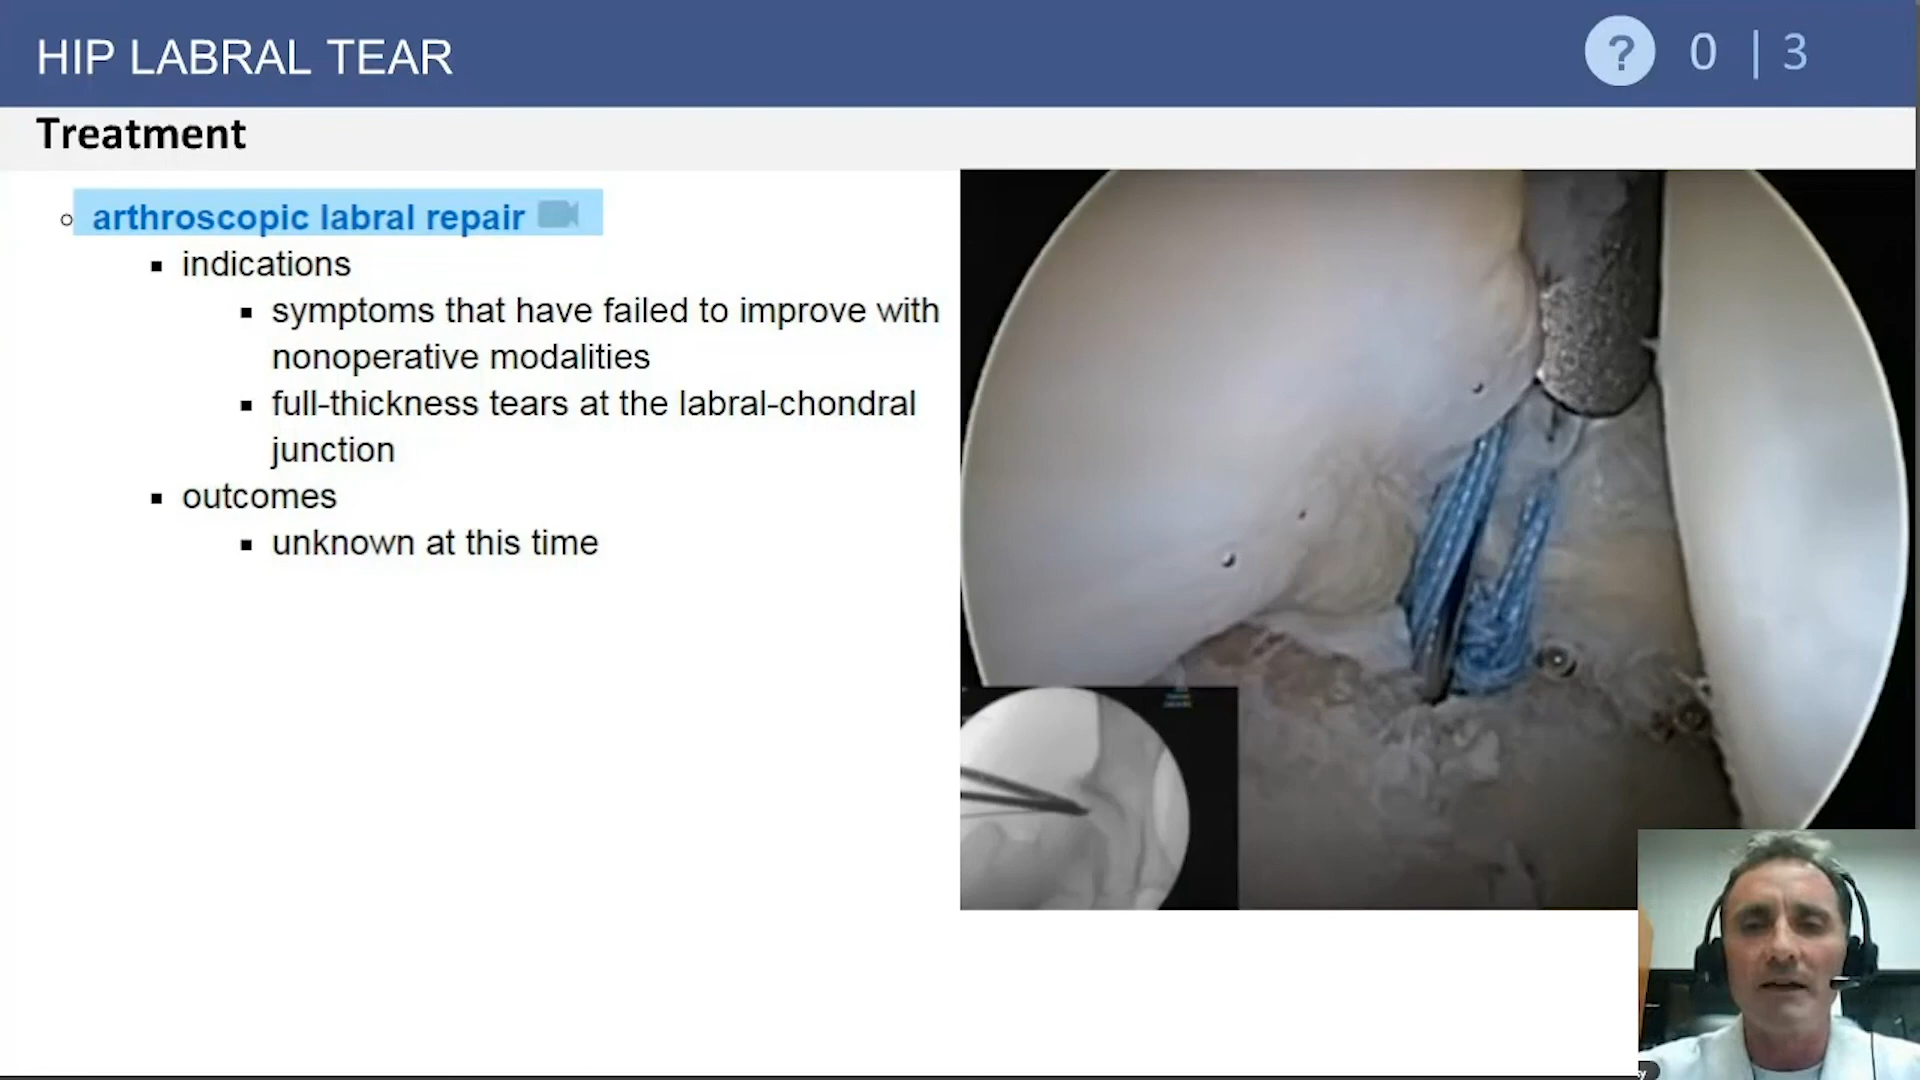 HIP LABRAL TEAR
? 0 | 3
Treatment
arthroscopic labral repair
indications
symptoms that have failed to improve with
nonoperative modalities
full-thickness tears at the labral-chondral
junction
outcomes
unknown at this time